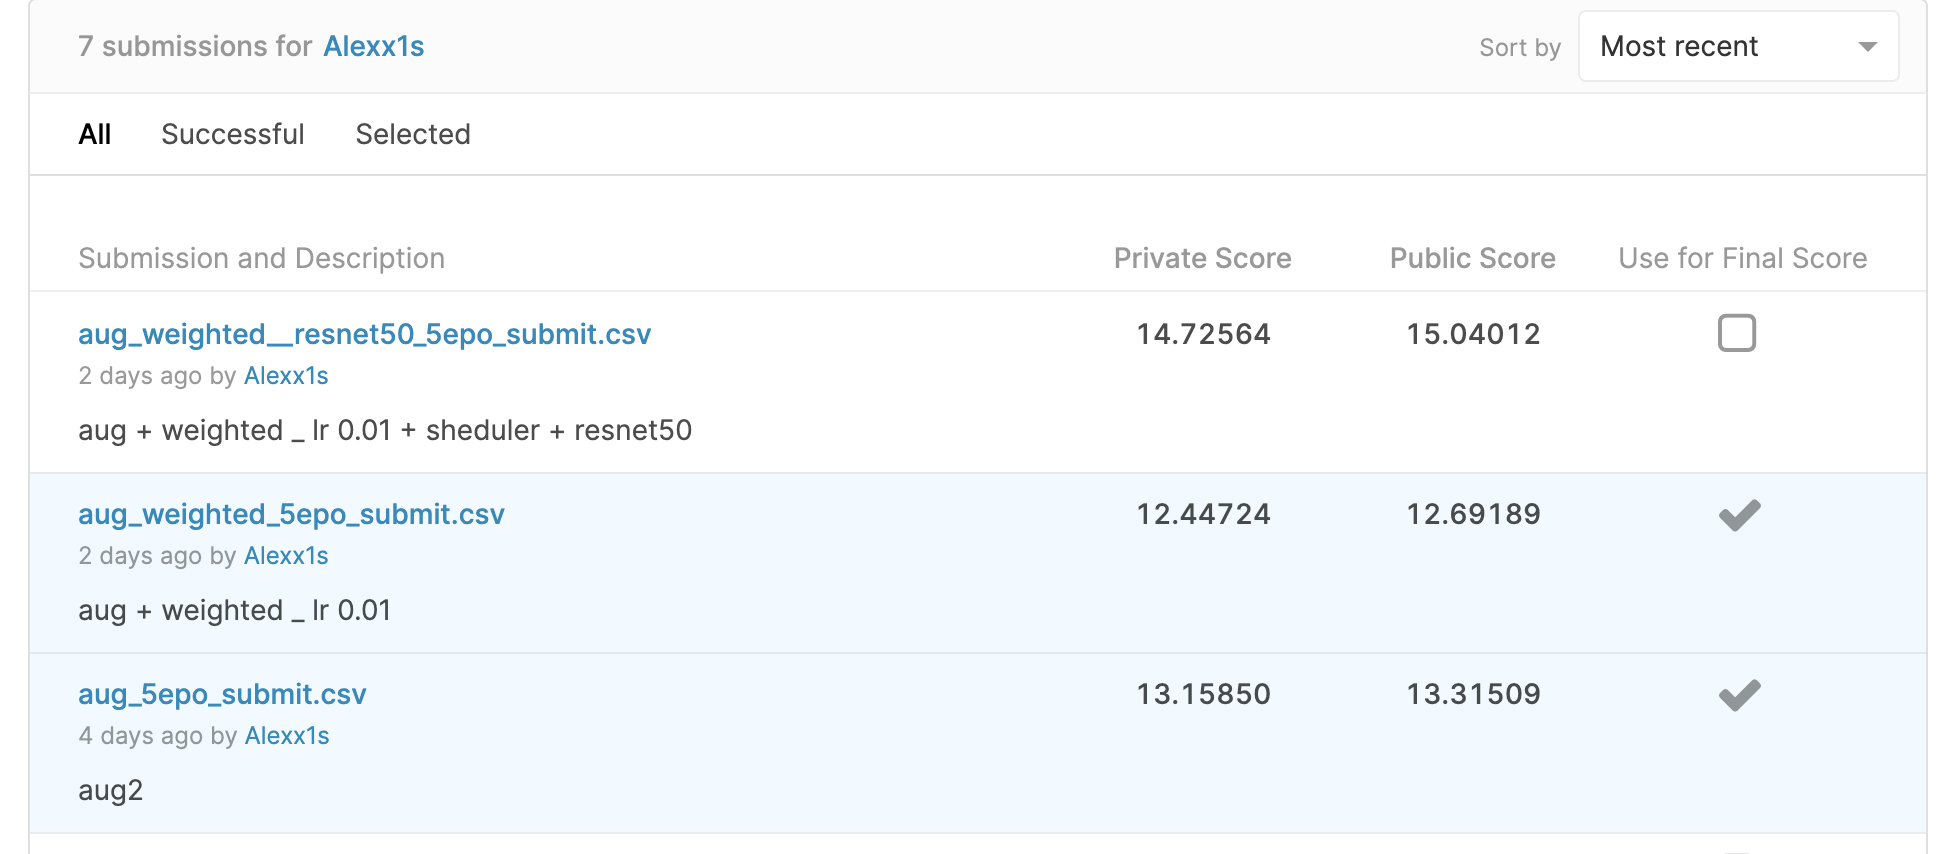 7 submissions for Alexx1s
Sort by Most recent
All Successful Selected
Submission and Description Private Score Public Score Use for Final Score
aug_weighted__resnet50_5epo_submit.csv 14.72564 15.04012
2 days ago by Alexx1s
aug + weighted _ lr 0.01 + sheduler + resnet50
aug_weighted_5epo_submit.csv 12.44724 12.69189
2 days ago by Alexx1s
aug + weighted _ lr 0.01
aug_5epo_submit.csv 13.15850 13.31509
4 days ago by Alexx1s
aug2